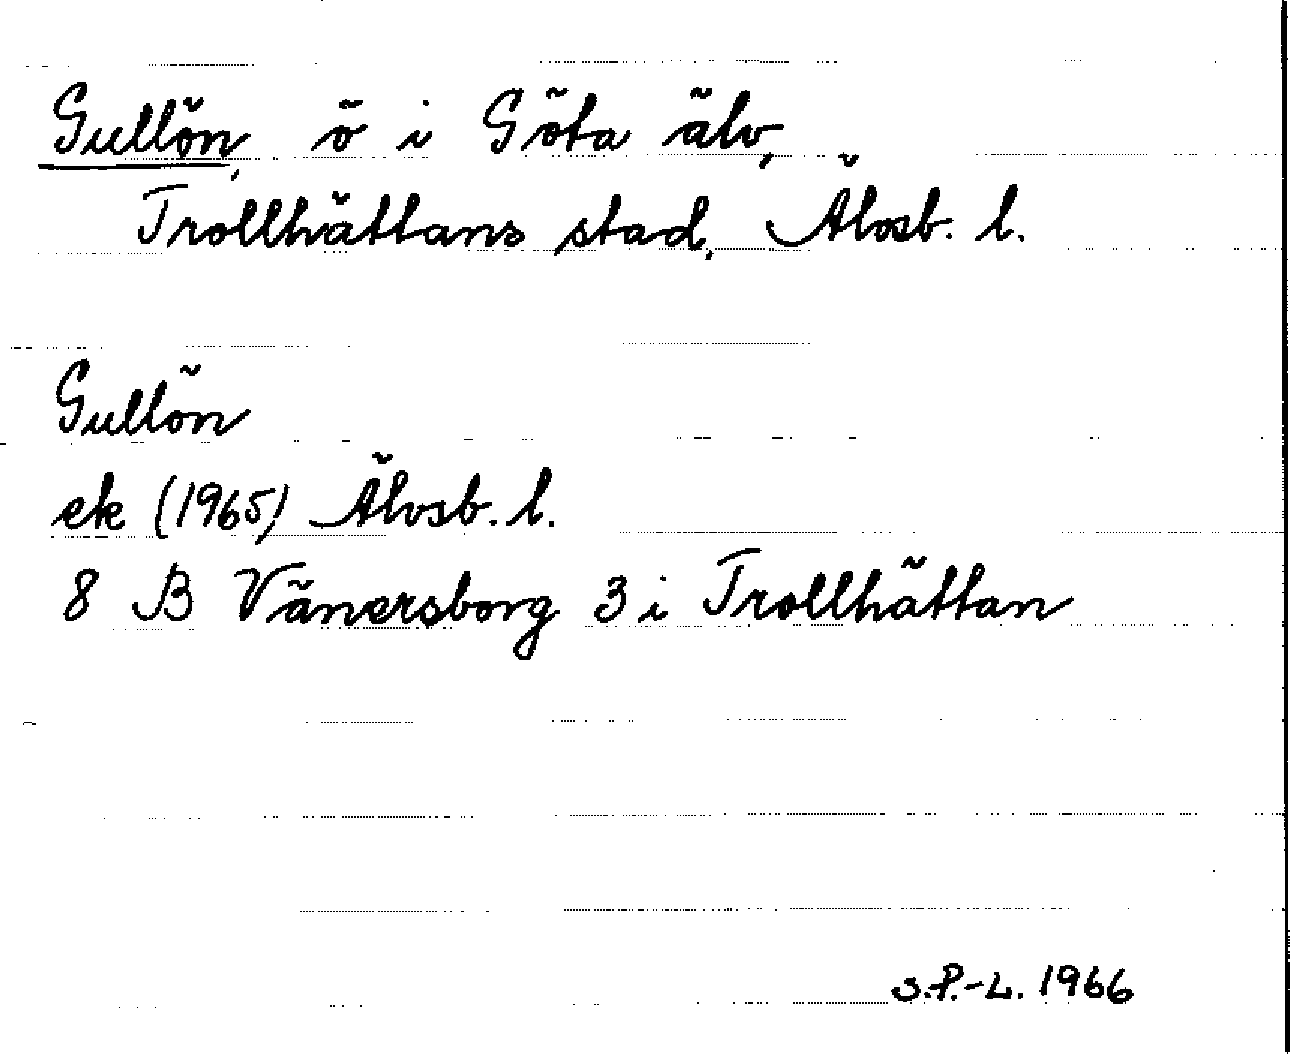 Gullön, ö i Göta älv,
Trollhättans stad, Älvsb. l.
Gullön
ek (1965) Älvsb. l.
8 B Vänersborg 3 i Trollhättan
S.P.-L. 1966